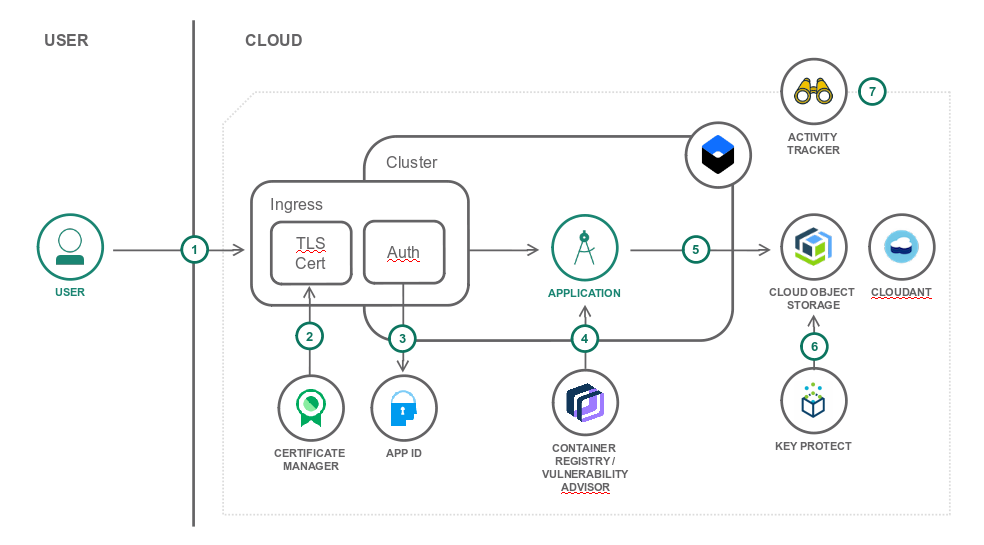 USER
CLOUD
7
ACTIVITY
TRACKER
Cluster
Ingress
TLS
Cert
Auth
1
5
USER
APPLICATION
CLOUD OBJECT
STORAGE
CLOUDANT
2
3
4
6
CERTIFICATE
MANAGER
APP ID
CONTAINER
REGISTRY /
VULNERABILITY
ADVISOR
KEY PROTECT